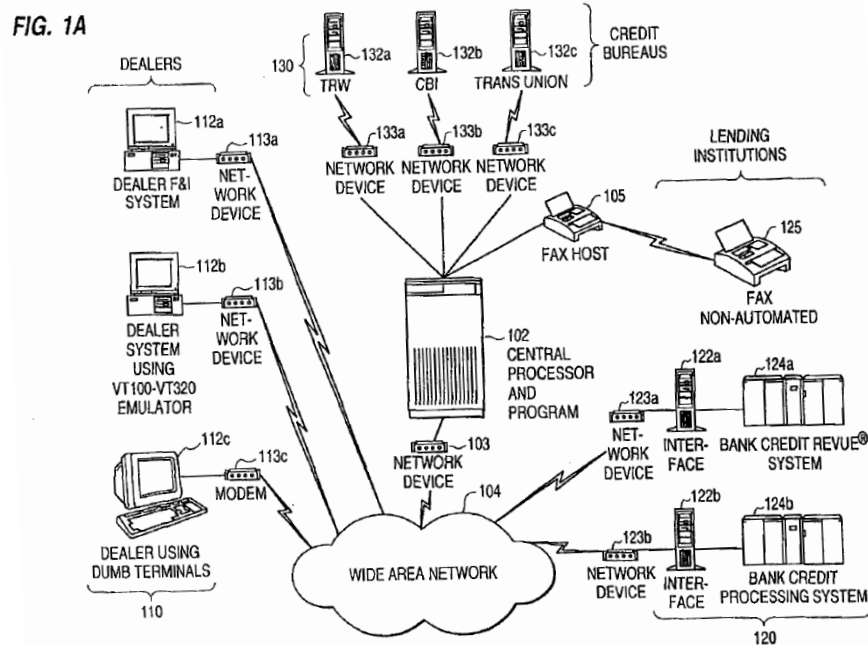 FIG. 1A
DEALERS
112a
113a
DEALER F&I
SYSTEM
NET-
WORK
DEVICE
112b
113b
DEALER
SYSTEM
USING
VT100-VT320
EMULATOR
NET-
WORK
DEVICE
112c
113c
MODEM
DEALER USING
DUMB TERMINALS
110
130
132a
TRW
132b
CBI
132c
TRANS UNION
CREDIT
BUREAUS
133a
NETWORK
DEVICE
133b
NETWORK
DEVICE
133c
NETWORK
DEVICE
105
FAX HOST
LENDING
INSTITUTIONS
125
FAX
NON-AUTOMATED
102
CENTRAL
PROCESSOR
AND
PROGRAM
103
NETWORK
DEVICE
104
WIDE AREA NETWORK
122a
123a
124a
NET-
WORK
DEVICE
INTER-
FACE
BANK CREDIT REVUE®
SYSTEM
122b
123b
124b
NETWORK
DEVICE
INTER-
FACE
BANK CREDIT
PROCESSING SYSTEM
120